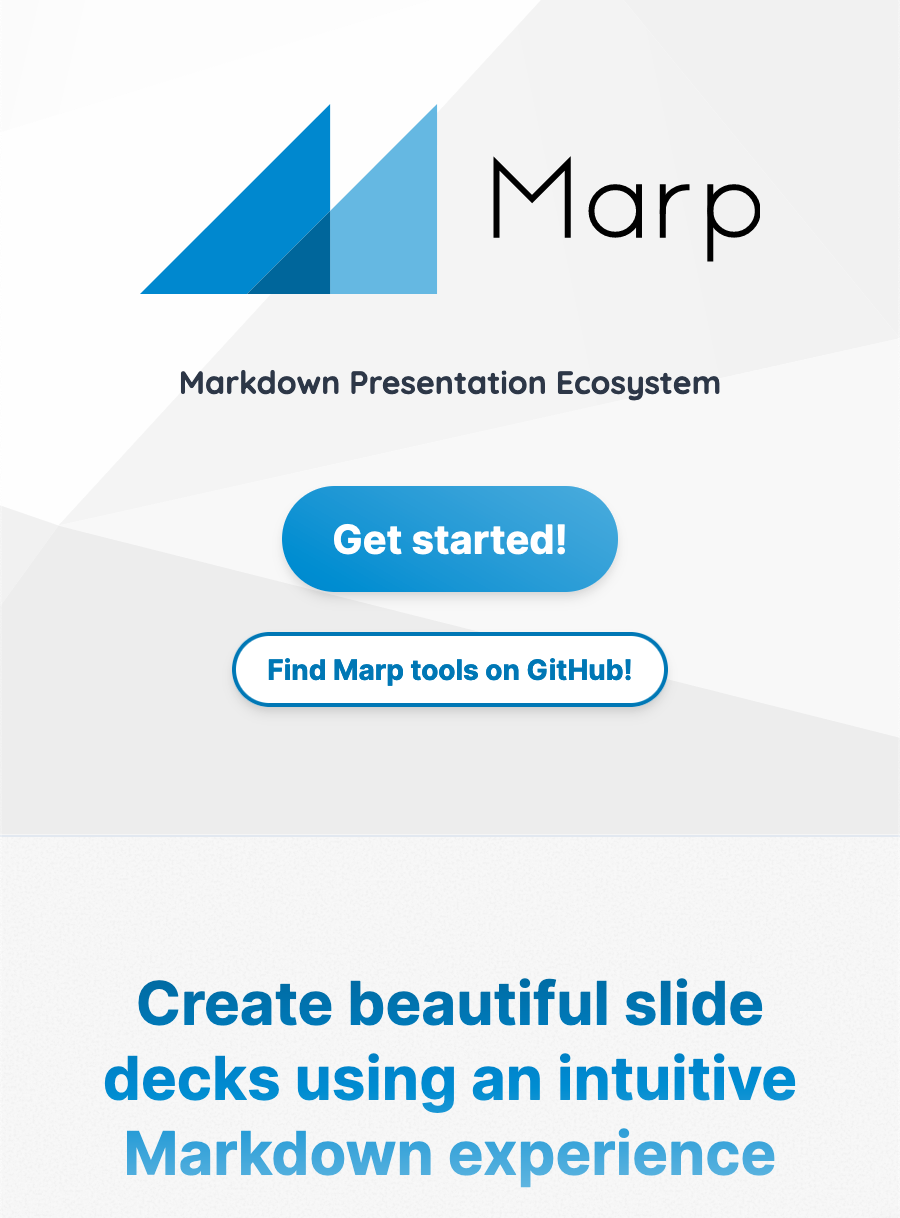 Marp
Markdown Presentation Ecosystem
Get started!
Find Marp tools on GitHub!
Create beautiful slide
decks using an intuitive
Markdown experience